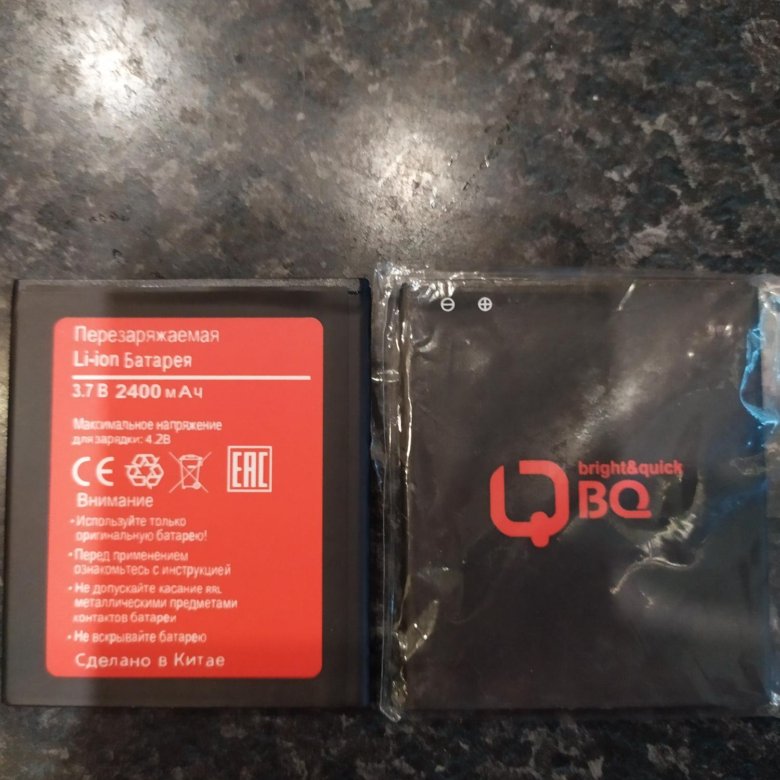 Перезаряжаемая
Li-ion Батарея
3.7 В 2400 мАч
Максимальное напряжение
для зарядки: 4.2В
CE EAC
Внимание
•Используйте только
оригинальную батарею!
•Перед применением
ознакомьтесь с инструкцией
•Не допускайте касание RRL
металлическими предметами
контактов батареи
•Не вскрывайте батарею
Сделано в Китае
⊖ ⊕
bright&quick
BQ